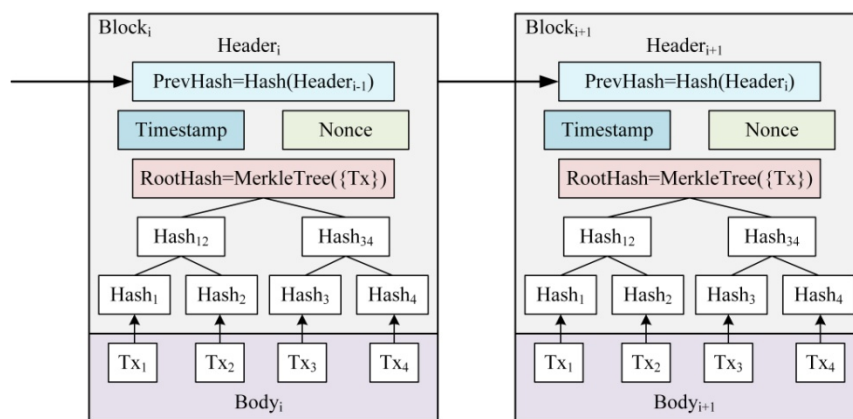 Blockᵢ
Headerᵢ
PrevHash=Hash(Headerᵢ₋₁)
Timestamp
Nonce
RootHash=MerkleTree({Tx})
Hash₁₂
Hash₃₄
Hash₁
Hash₂
Hash₃
Hash₄
Tx₁
Tx₂
Tx₃
Tx₄
Bodyᵢ
Blockᵢ₊₁
Headerᵢ₊₁
PrevHash=Hash(Headerᵢ)
Timestamp
Nonce
RootHash=MerkleTree({Tx})
Hash₁₂
Hash₃₄
Hash₁
Hash₂
Hash₃
Hash₄
Tx₁
Tx₂
Tx₃
Tx₄
Bodyᵢ₊₁